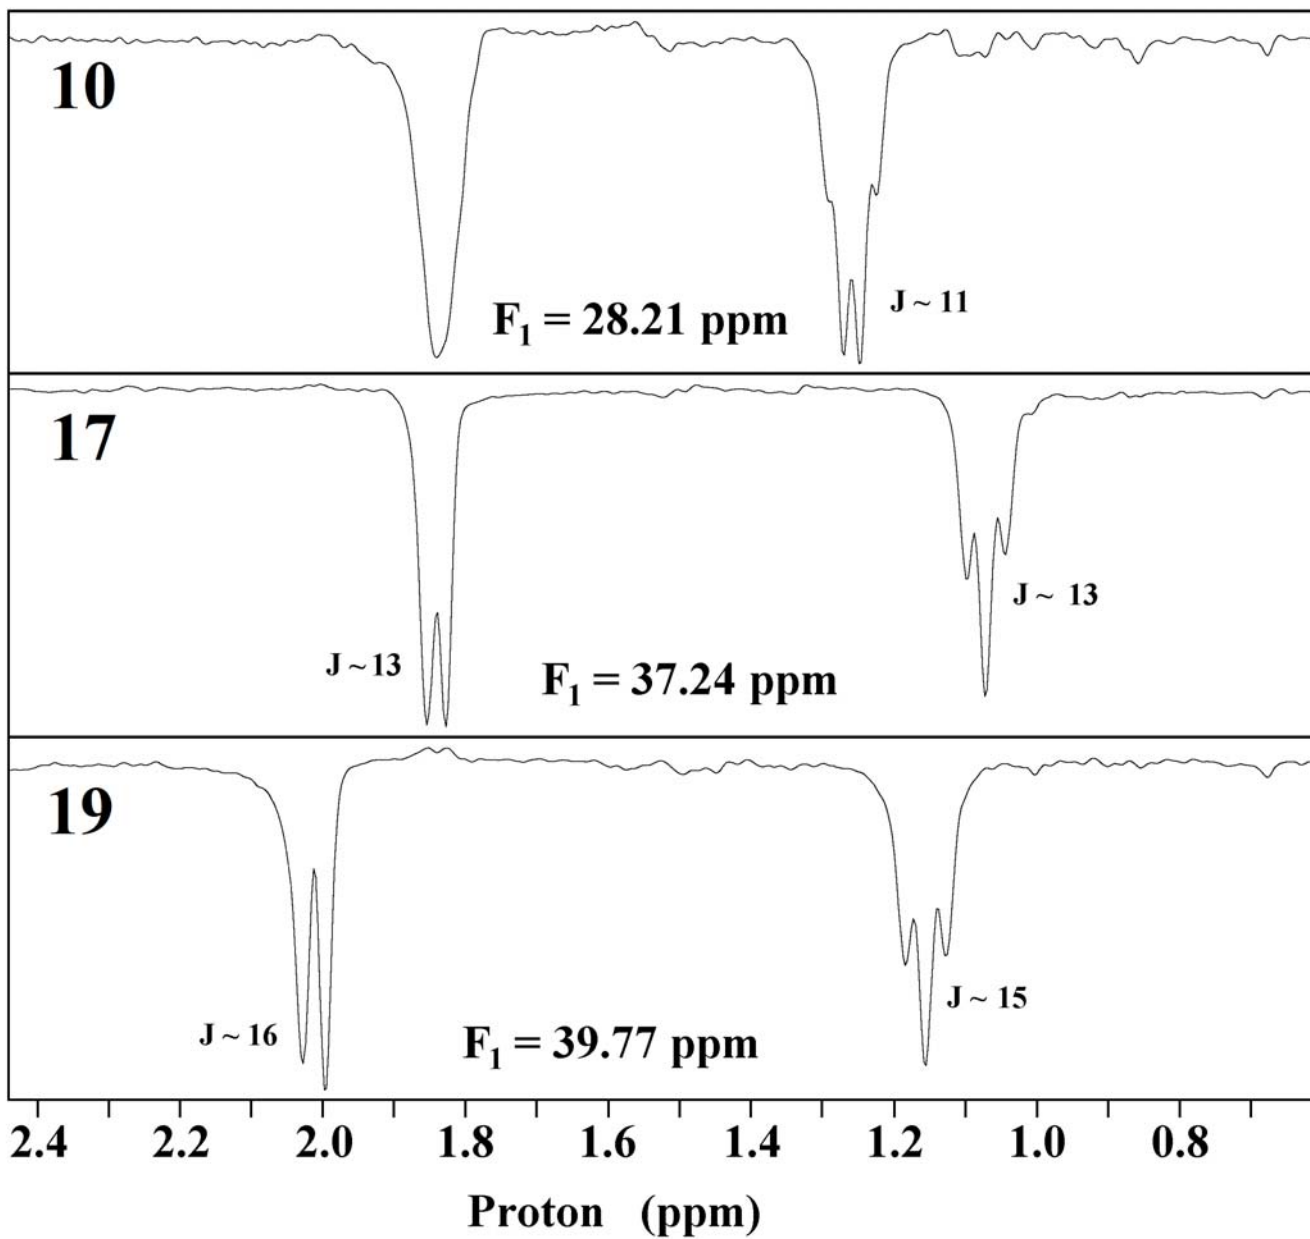 10
F₁ = 28.21 ppm
J ~ 11
17
J ~ 13
F₁ = 37.24 ppm
J ~ 13
19
J ~ 16
F₁ = 39.77 ppm
J ~ 15
2.4 2.2 2.0 1.8 1.6 1.4 1.2 1.0 0.8
Proton (ppm)